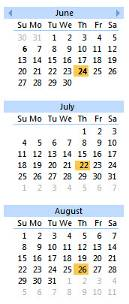 June
Su Mo Tu We Th Fr Sa
30 31 1 2 3 4 5
6 7 8 9 10 11 12
13 14 15 16 17 18 19
20 21 22 23 24 25 26
27 28 29 30
July
Su Mo Tu We Th Fr Sa
1 2 3
4 5 6 7 8 9 10
11 12 13 14 15 16 17
18 19 20 21 22 23 24
25 26 27 28 29 30 31
1 2 3 4 5 6 7
August
Su Mo Tu We Th Fr Sa
1 2 3 4 5 6 7
8 9 10 11 12 13 14
15 16 17 18 19 20 21
22 23 24 25 26 27 28
29 30 31 1 2 3 4
5 6 7 8 9 10 11